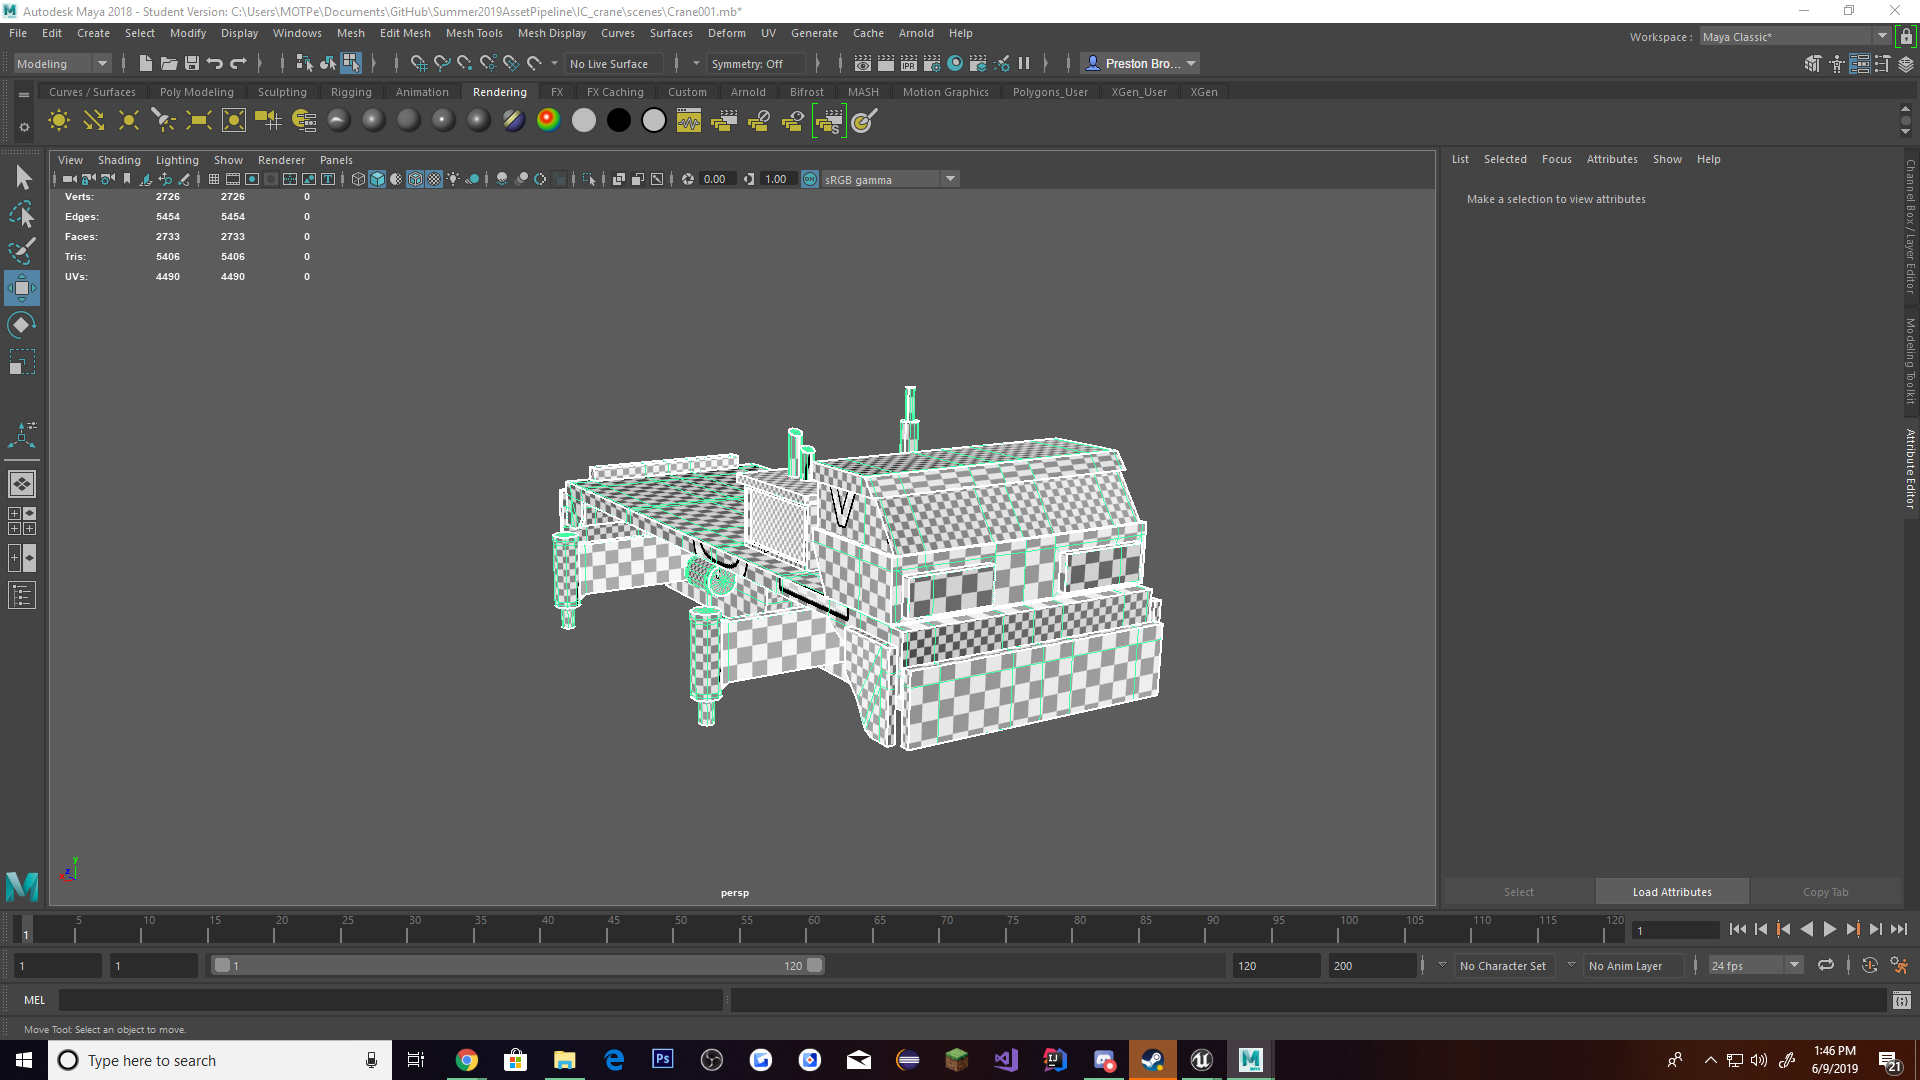 Autodesk Maya 2018 - Student Version: C:\Users\MOTPe\Documents\GitHub\Summer2019AssetPipeline\IC_crane\scenes\Crane001.mb*
File Edit Create Select Modify Display Windows Mesh Edit Mesh Mesh Tools Mesh Display Curves Surfaces Deform UV Generate Cache Arnold Help
Workspace : Maya Classic*
Modeling No Live Surface Symmetry: Off IPR Preston Bro...
Curves / Surfaces Poly Modeling Sculpting Rigging Animation Rendering FX FX Caching Custom Arnold Bifrost MASH Motion Graphics Polygons_User XGen_User XGen
View Shading Lighting Show Renderer Panels
0.00 1.00 ON sRGB gamma
List Selected Focus Attributes Show Help
Make a selection to view attributes
Verts: 2726 2726 0
Edges: 5454 5454 0
Faces: 2733 2733 0
Tris: 5406 5406 0
UVs: 4490 4490 0
Channel Box / Layer Editor
Modeling Toolkit
Attribute Editor
y
z
persp
Select Load Attributes Copy Tab
5 10 15 20 25 30 35 40 45 50 55 60 65 70 75 80 85 90 95 100 105 110 115 120
1
1
1 1 1 120 120 200 No Character Set No Anim Layer 24 fps
MEL
Move Tool: Select an object to move.
Type here to search
Ps
IJ
M
1:46 PM
6/9/2019
21